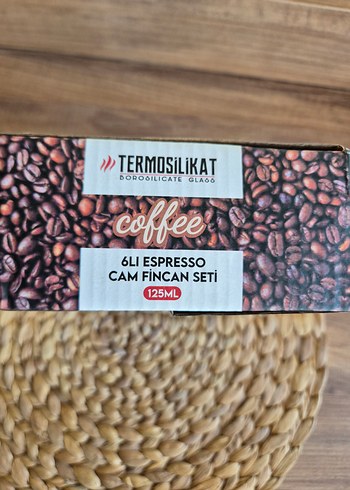 TERMOSİLİKAT
BOROSILICATE GLASS
coffee
6LI ESPRESSO
CAM FİNCAN SETİ
125ML